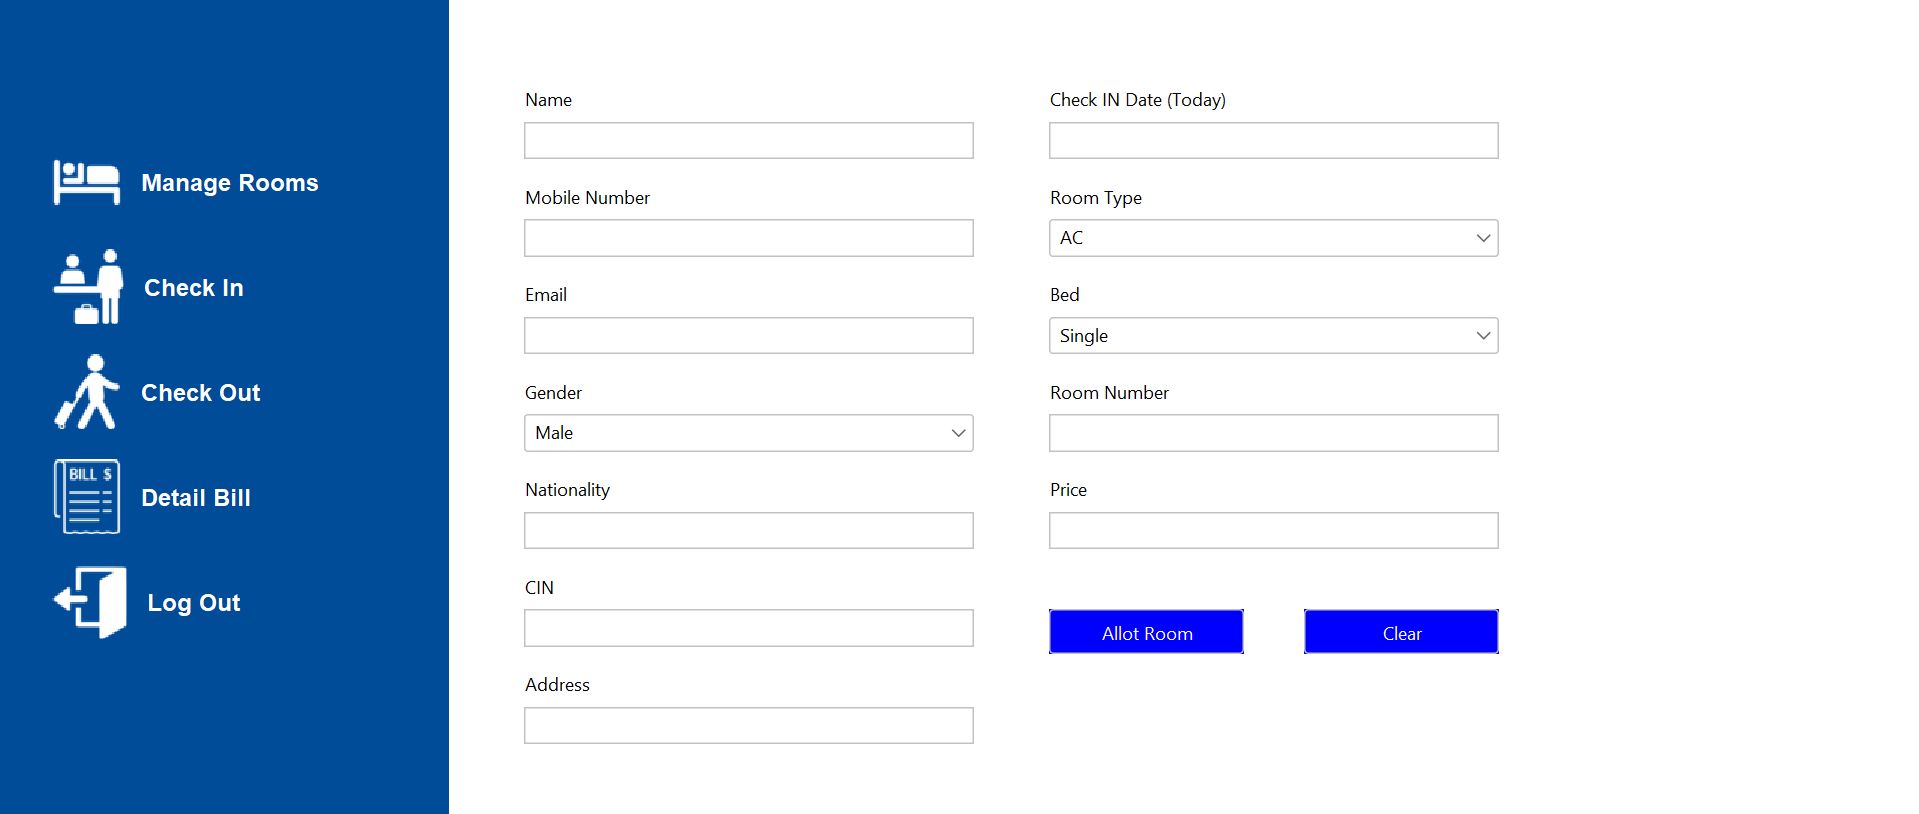 Manage Rooms
Check In
Check Out
BILL $
Detail Bill
Log Out
Name
Mobile Number
Email
Gender
Male
Nationality
CIN
Address
Check IN Date (Today)
Room Type
AC
Bed
Single
Room Number
Price
Allot Room
Clear